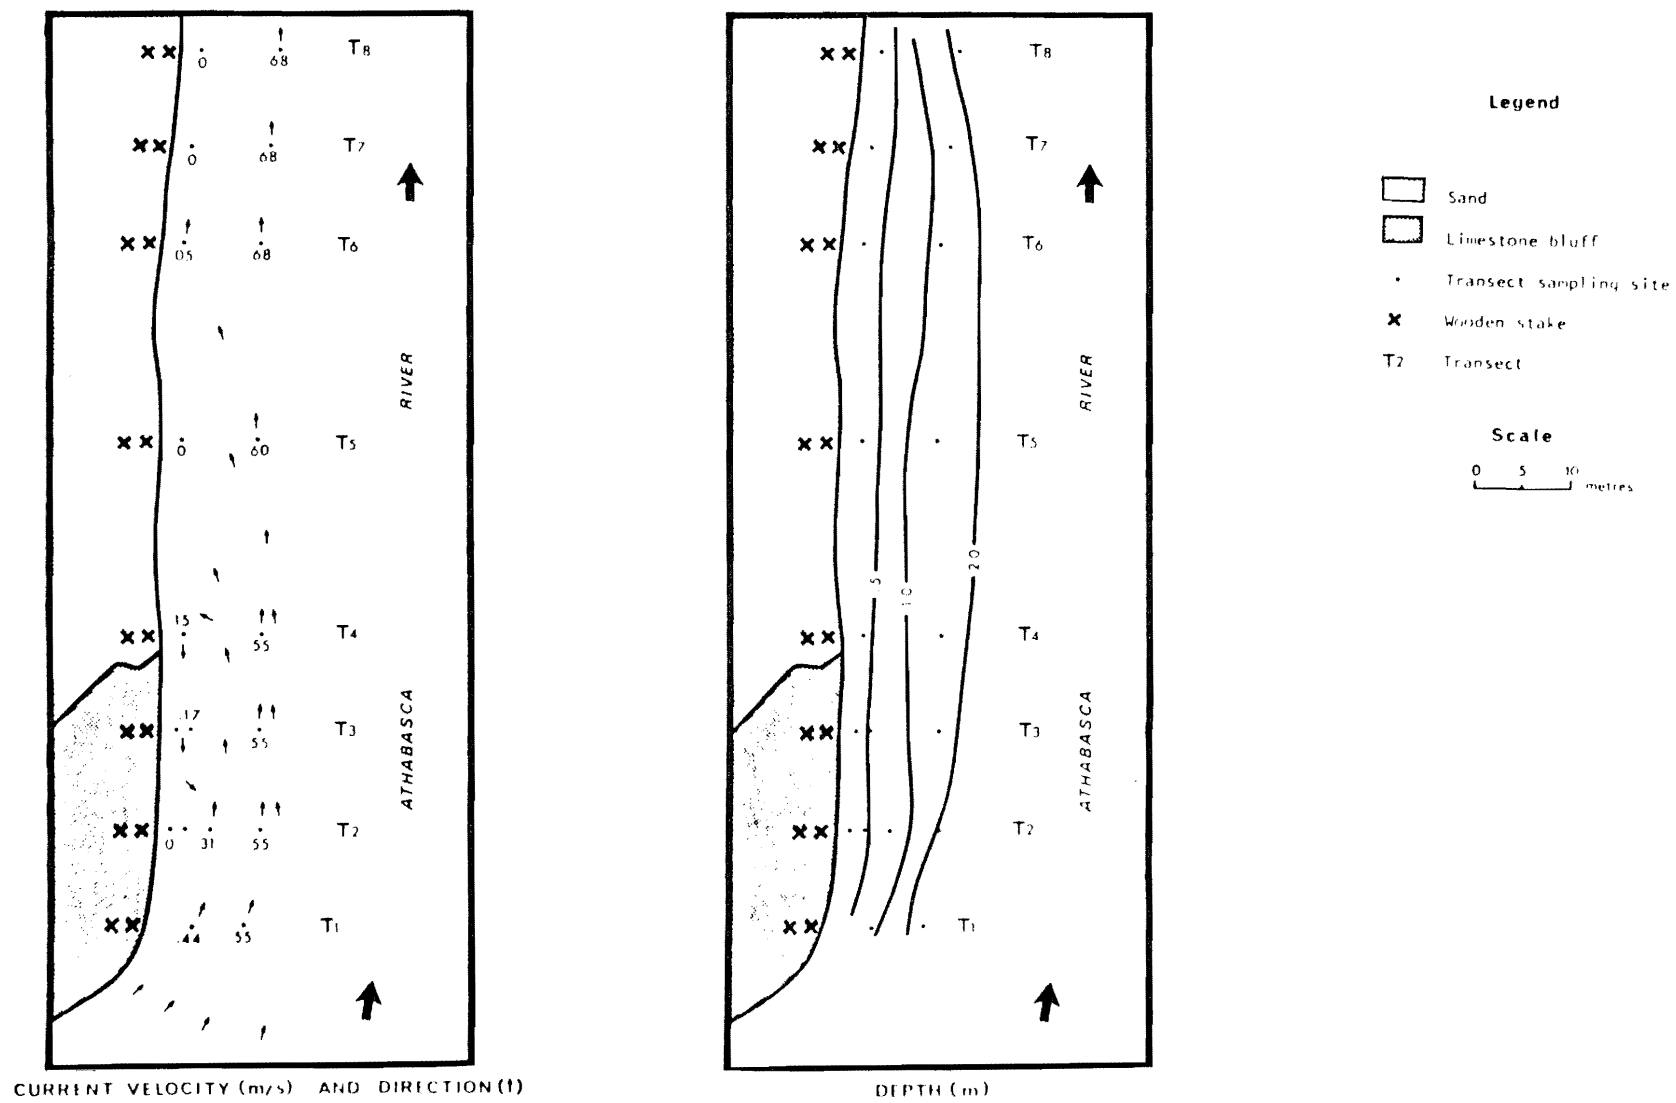 T8
0
68
T7
0
68
T6
05
68
RIVER
T5
0
60
T4
15
55
T3
.17
55
ATHABASCA
T2
0
31
55
T1
.44
55
CURRENT VELOCITY (m/s) AND DIRECTION (↑)
T8
T7
T6
RIVER
T5
.5
10
20
T4
T3
ATHABASCA
T2
T1
DEPTH (m)
Legend
Sand
Limestone bluff
Transect sampling site
Wooden stake
T2 Transect
Scale
0 5 10
metres